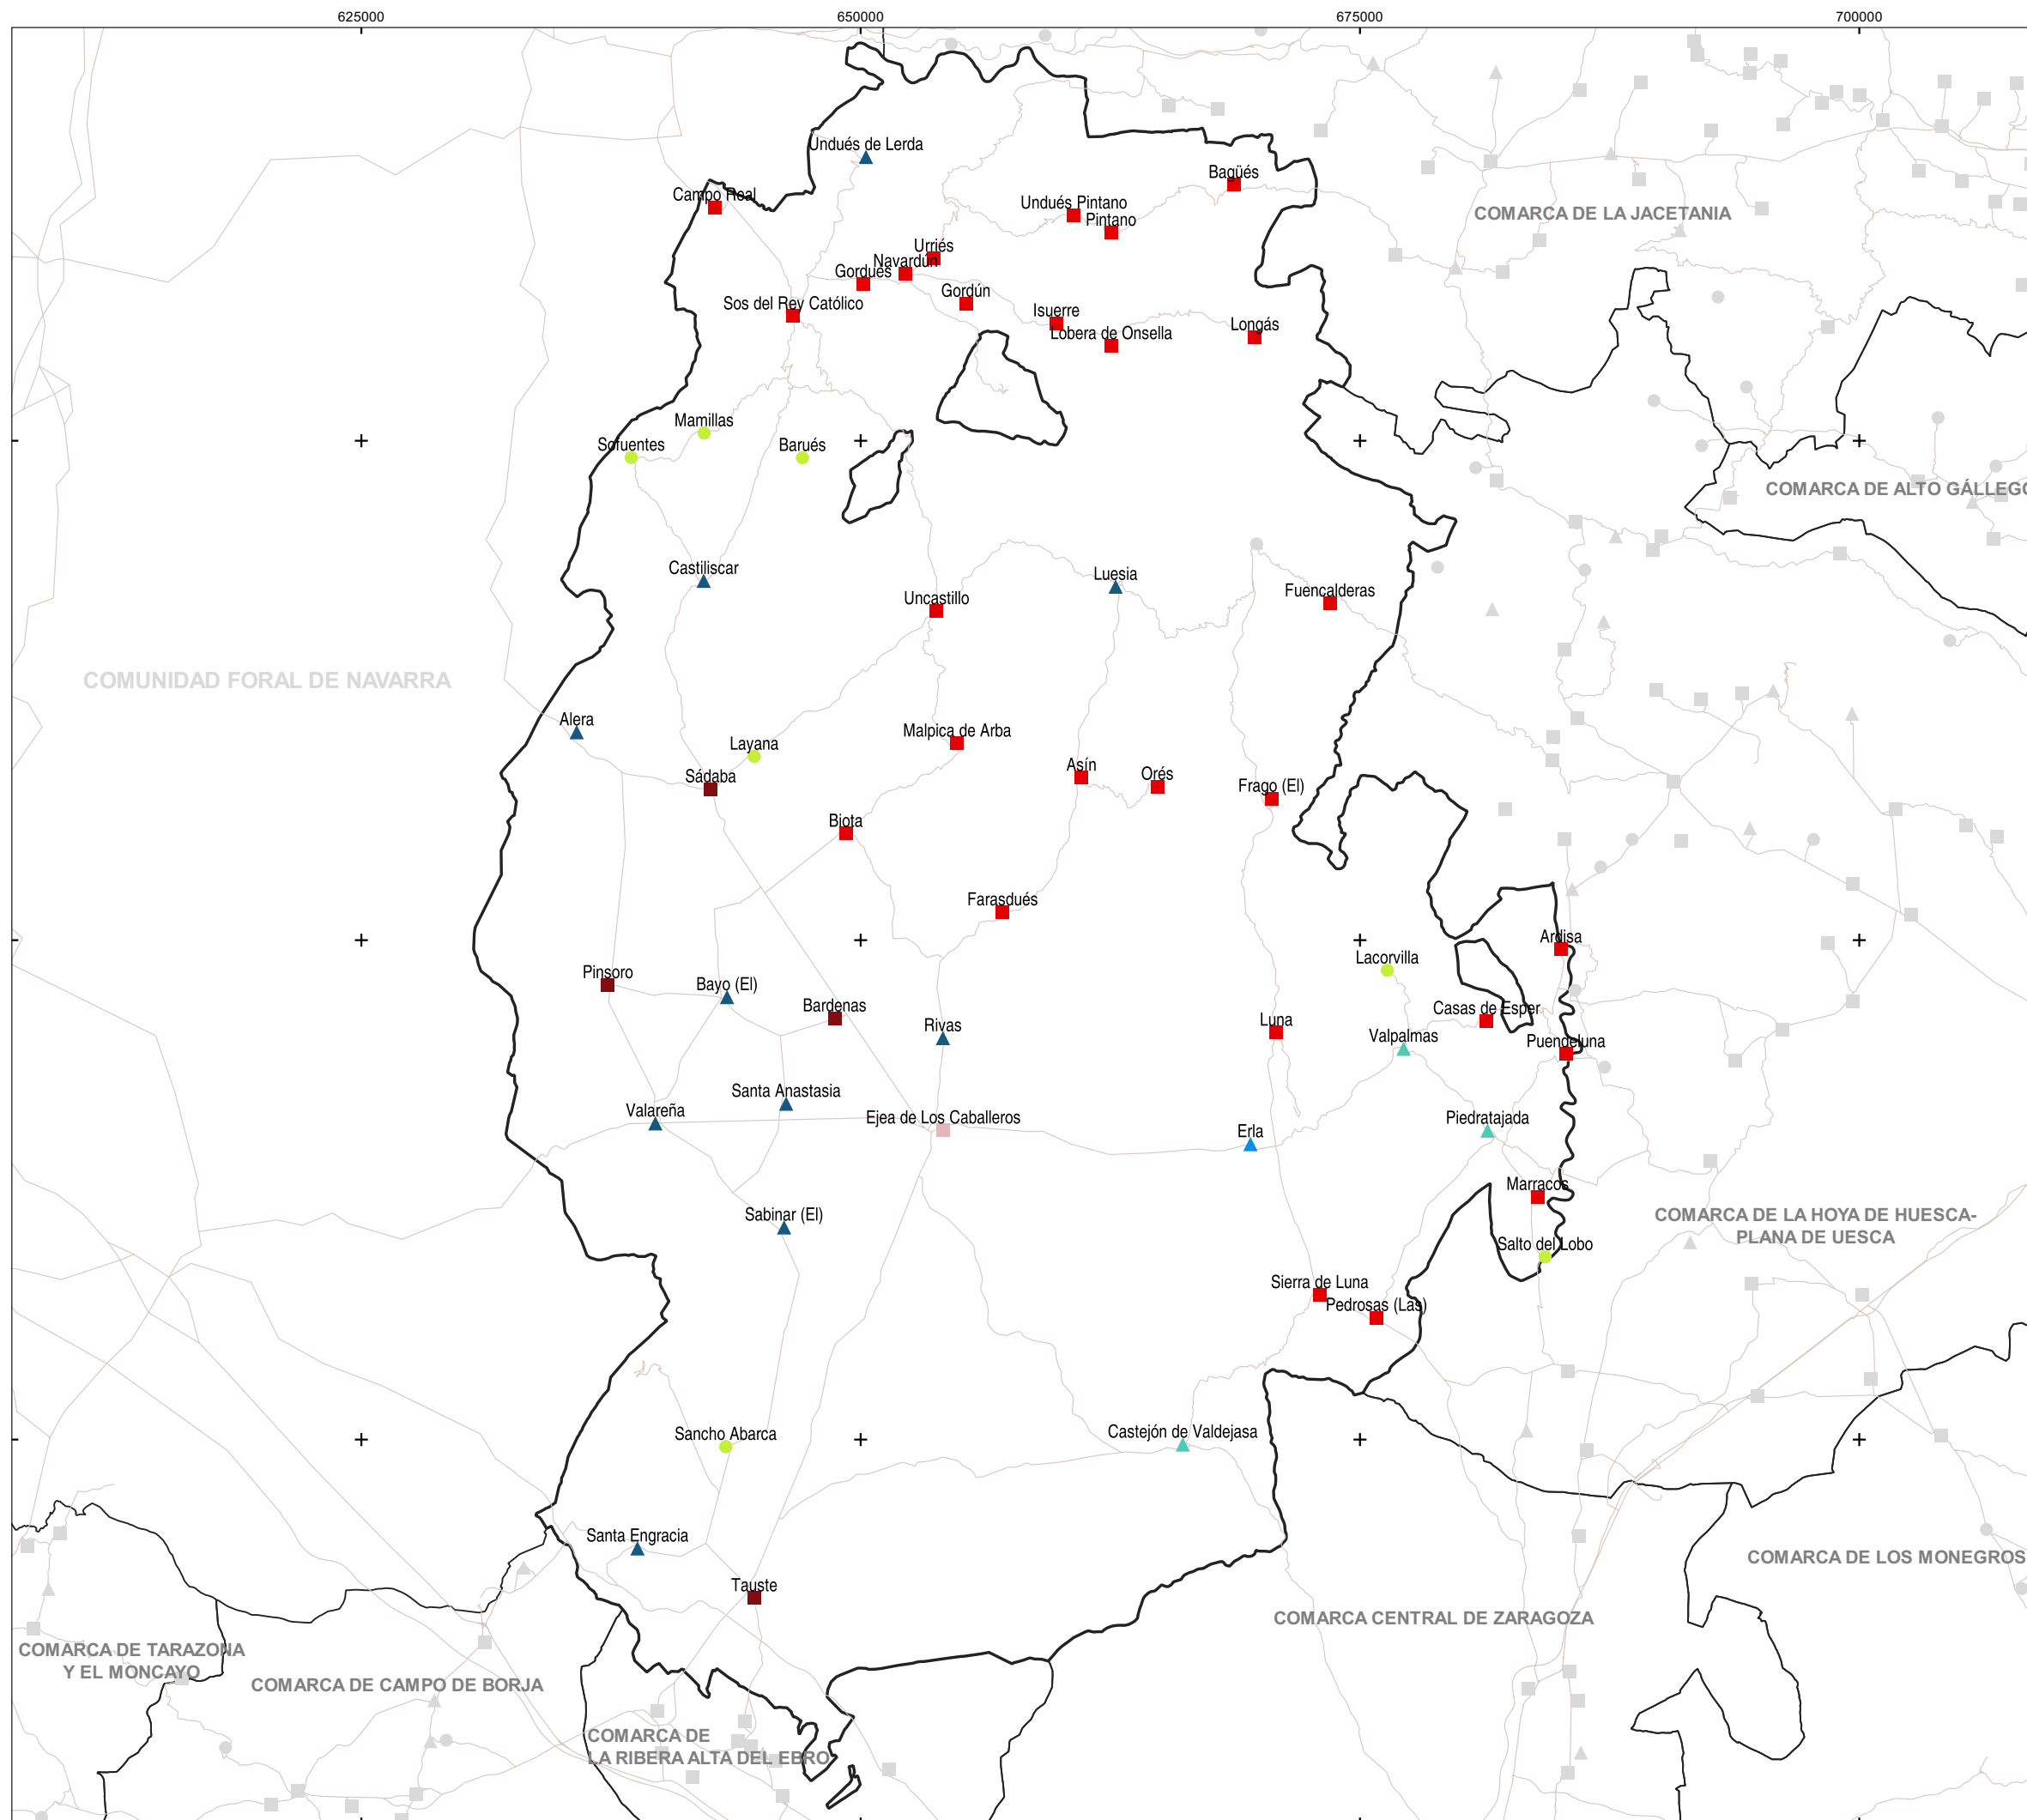 625000
650000
675000
700000
Undués de Lerda
Campo Real
Bagüés
Undués Pintano
Pintano
COMARCA DE LA JACETANIA
Urriés
Navardún
Gordués
Gordún
Sos del Rey Católico
Isuerre
Lobera de Onsella
Longás
Mamillas
Sofuentes
Barués
COMARCA DE ALTO GÁLLEGO
Castiliscar
Luesia
Uncastillo
Fuencalderas
COMUNIDAD FORAL DE NAVARRA
Alera
Malpica de Arba
Layana
Sádaba
Asín
Orés
Frago (El)
Biota
Farasdués
Ardisa
Lacorvilla
Pinsoro
Bayo (El)
Bardenas
Casas de Esper
Rivas
Luna
Valpalmas
Puendeluna
Santa Anastasia
Valareña
Ejea de Los Caballeros
Piedratajada
Erla
Marracos
Sabinar (El)
COMARCA DE LA HOYA DE HUESCA-
PLANA DE UESCA
Salto del Lobo
Sierra de Luna
Pedrosas (Las)
Sancho Abarca
Castejón de Valdejasa
Santa Engracia
COMARCA DE LOS MONEGROS
Tauste
COMARCA CENTRAL DE ZARAGOZA
COMARCA DE TARAZONA
Y EL MONCAYO
COMARCA DE CAMPO DE BORJA
COMARCA DE
LA RIBERA ALTA DEL EBRO